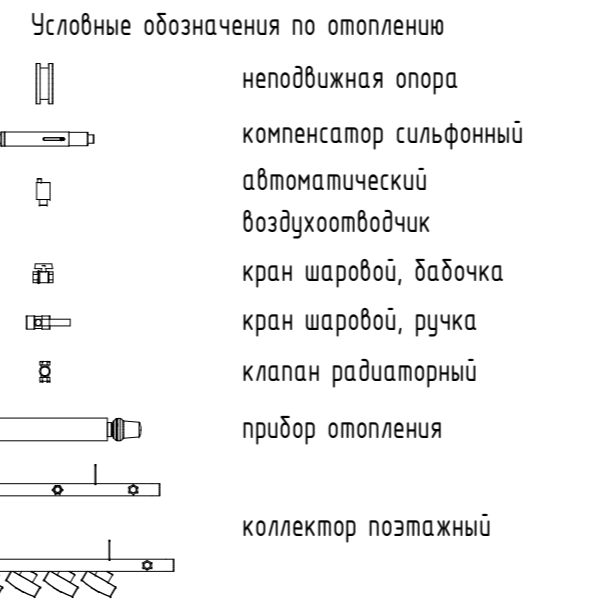 Условные обозначения по отоплению
неподвижная опора
компенсатор сильфонный
автоматический
воздухоотводчик
кран шаровой, бабочка
кран шаровой, ручка
клапан радиаторный
прибор отопления
коллектор поэтажный